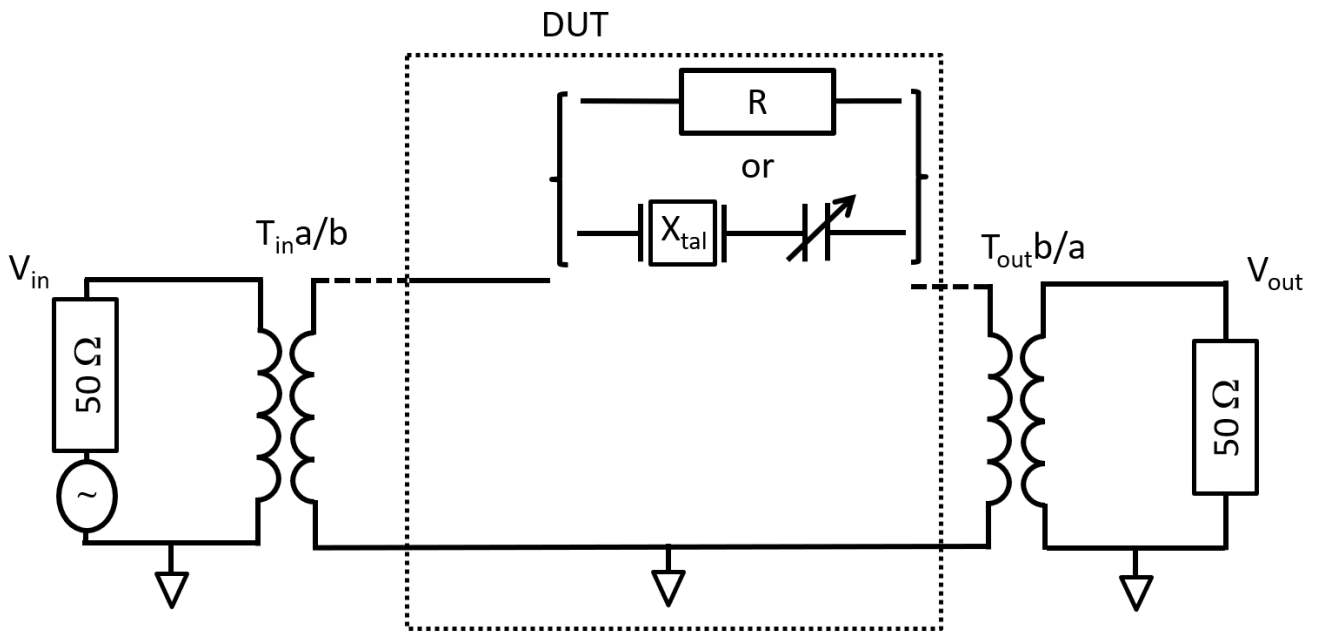 DUT
R
or
Xtal
Tina/b
Toutb/a
Vin
Vout
50 Ω
50 Ω
~